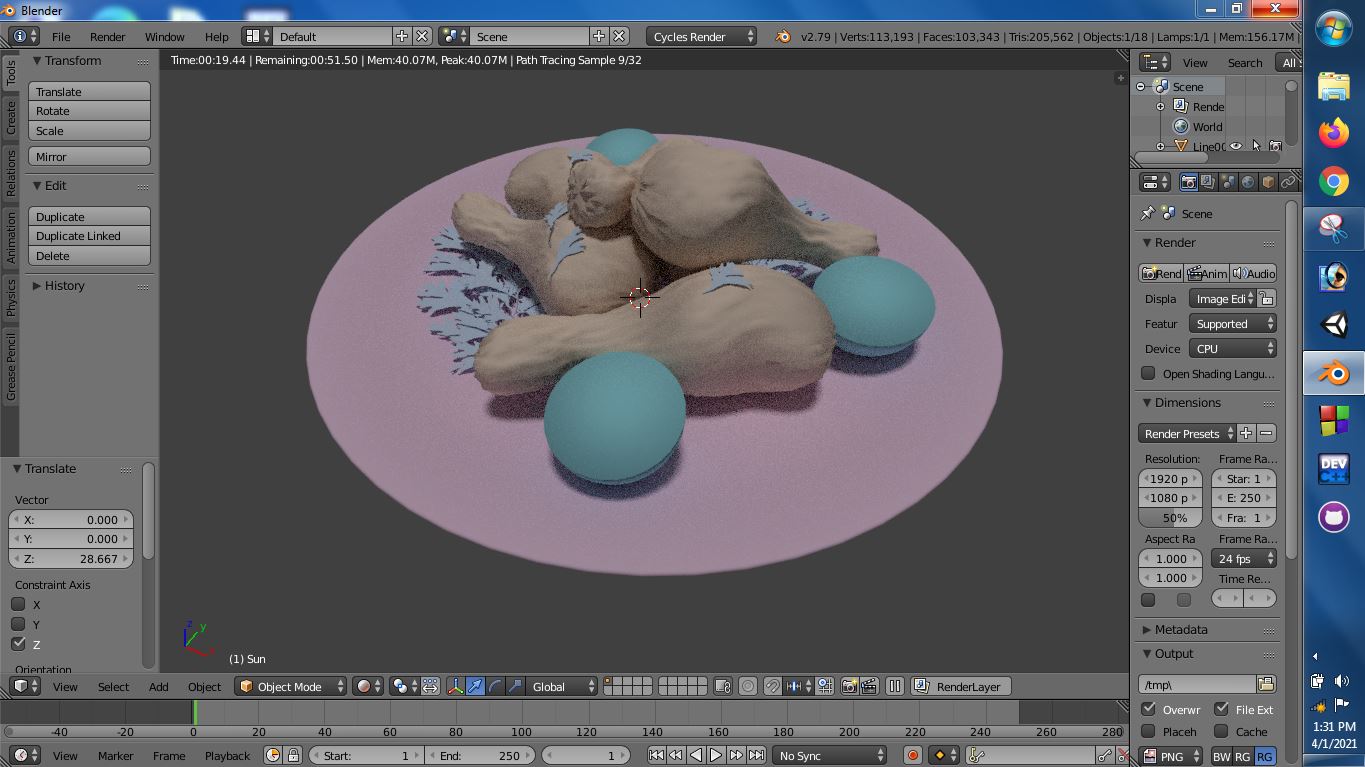 Blender
File Render Window Help Default Scene Cycles Render v2.79 | Verts:113,193 | Faces:103,343 | Tris:205,562 | Objects:1/18 | Lamps:1/1 | Mem:156.17M |
Time:00:19.44 | Remaining:00:51.50 | Mem:40.07M, Peak:40.07M | Path Tracing Sample 9/32
Tools
Create
Relations
Animation
Physics
Grease Pencil
Transform
Translate
Rotate
Scale
Mirror
Edit
Duplicate
Duplicate Linked
Delete
History
Translate
Vector
X: 0.000
Y: 0.000
Z: 28.667
Constraint Axis
X
Y
Z
Orientation
z
y
(1) Sun
View Select Add Object Object Mode Global RenderLayer
-40 -20 0 20 40 60 80 100 120 140 160 180 200 220 240 260 280
View Marker Frame Playback Start: 1 End: 250 1 No Sync
View Search All
Scene
Rende
World
Line00
Scene
Render
Rend Anim Audio
Displa Image Edi
Featur Supported
Device CPU
Open Shading Langu...
Dimensions
Render Presets
Resolution: Frame Ra...
1920 p Star: 1
1080 p E: 250
50% Fra: 1
Aspect Ra Frame Ra...
1.000 24 fps
1.000 Time Re...
Metadata
Output
/tmp\
Overwr File Ext
Placeh Cache
PNG BW RG RG
DEV
C++
1:31 PM
4/1/2021